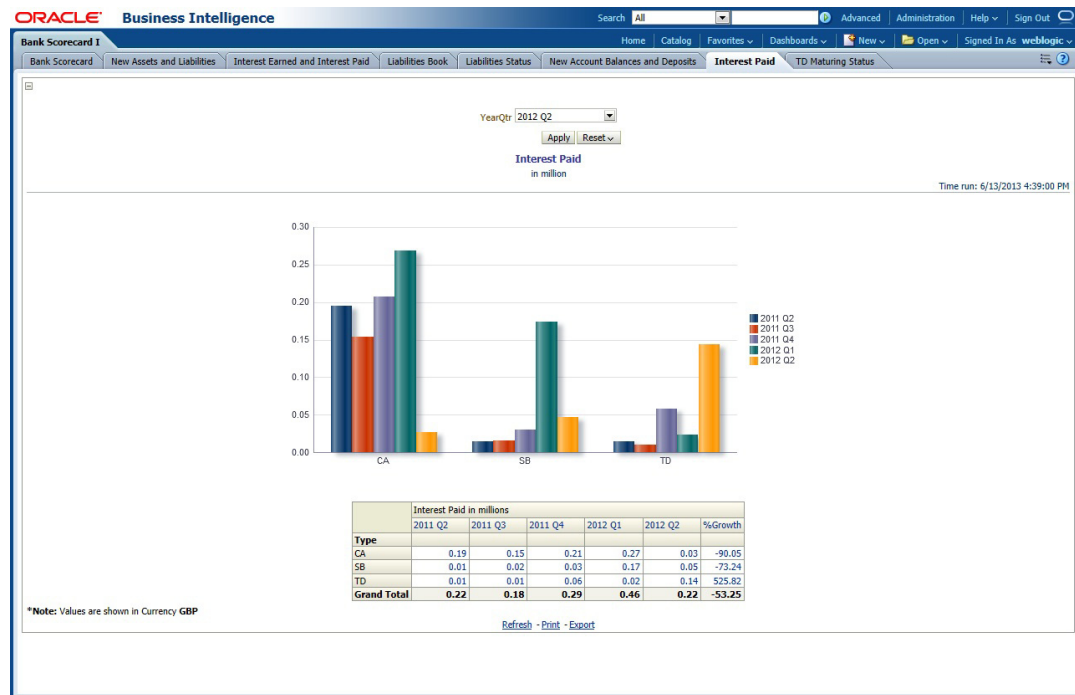 ORACLE Business Intelligence
Search All Advanced Administration Help Sign Out
Bank Scorecard I
Home Catalog Favorites Dashboards New Open Signed In As weblogic
Bank Scorecard New Assets and Liabilities Interest Earned and Interest Paid Liabilities Book Liabilities Status New Account Balances and Deposits Interest Paid TD Maturing Status
YearQtr 2012 Q2
Apply Reset
Interest Paid
in million
Time run: 6/13/2013 4:39:00 PM
0.30
0.25
0.20
0.15
0.10
0.05
0.00
CA SB TD
2011 Q2
2011 Q3
2011 Q4
2012 Q1
2012 Q2
Interest Paid in millions
2011 Q2 2011 Q3 2011 Q4 2012 Q1 2012 Q2 %Growth
Type
CA 0.19 0.15 0.21 0.27 0.03 -90.05
SB 0.01 0.02 0.03 0.17 0.05 -73.24
TD 0.01 0.01 0.06 0.02 0.14 525.82
Grand Total 0.22 0.18 0.29 0.46 0.22 -53.25
*Note: Values are shown in Currency GBP
Refresh - Print - Export